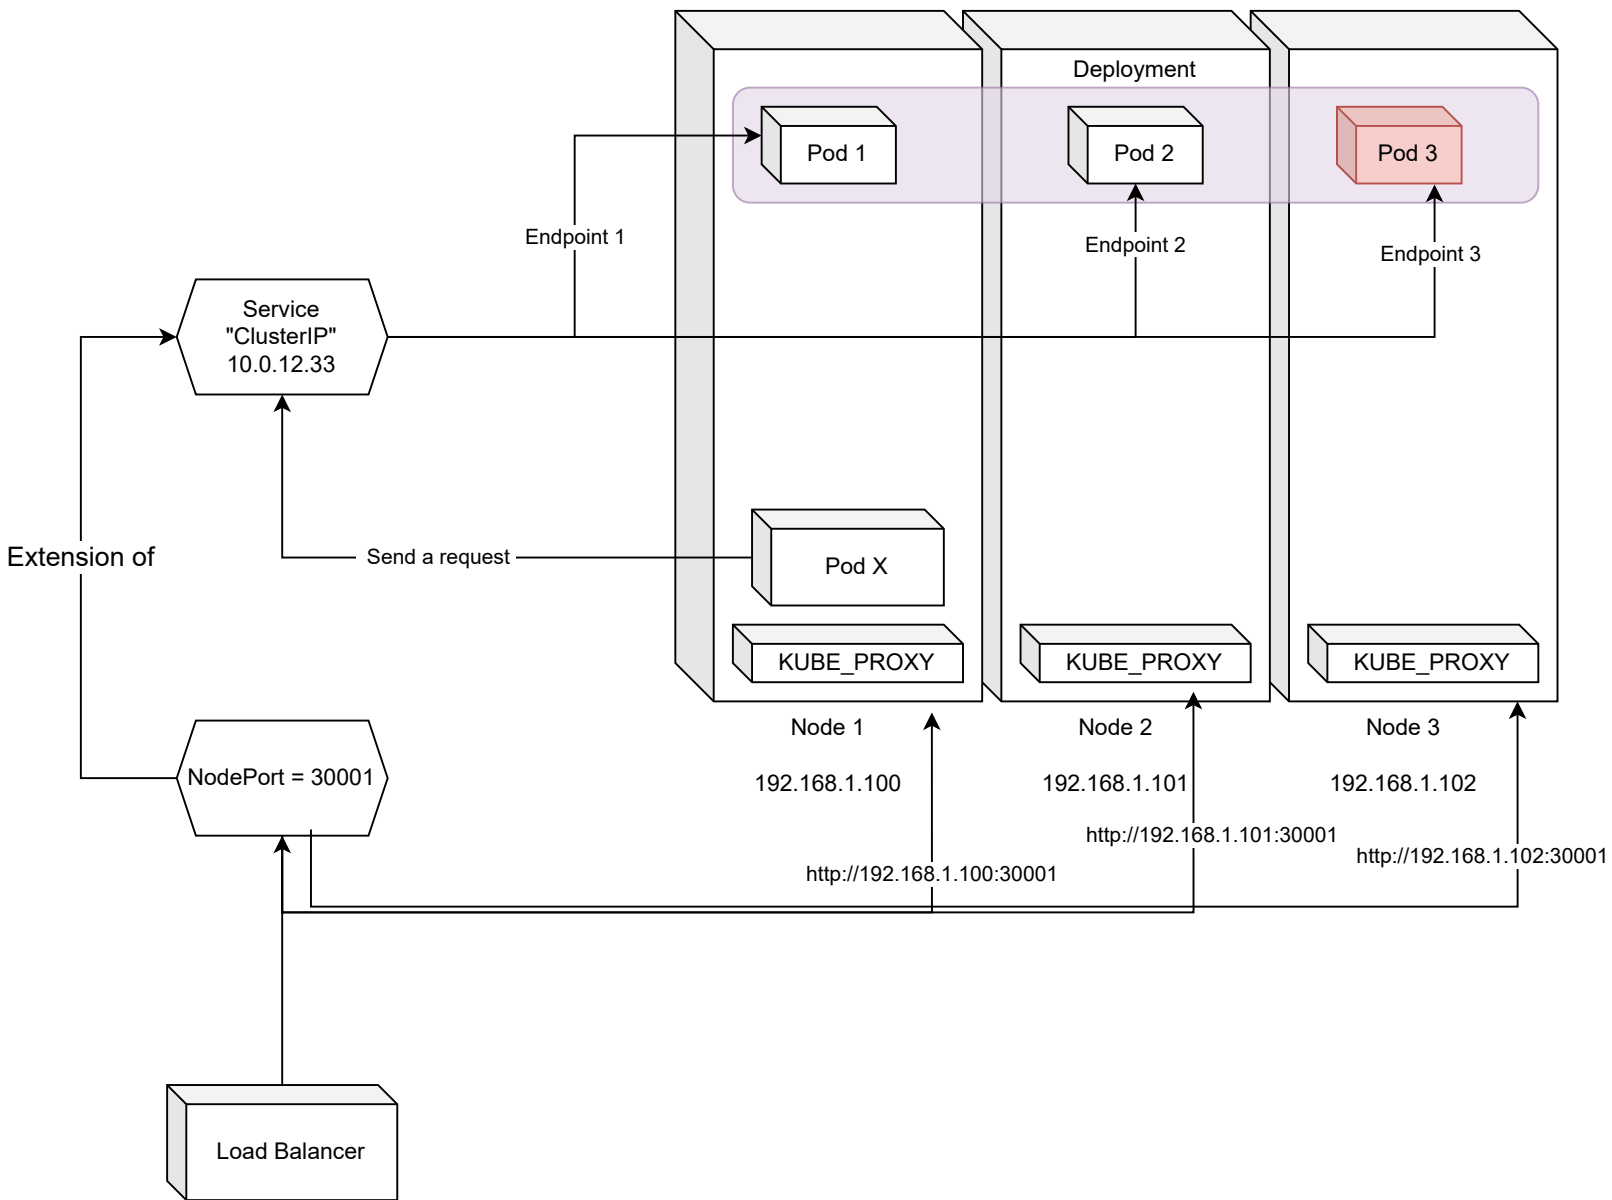 Deployment
Pod 1
Pod 2
Pod 3
Endpoint 1
Endpoint 2
Endpoint 3
Service
"ClusterIP"
10.0.12.33
Extension of
Send a request
Pod X
KUBE_PROXY
KUBE_PROXY
KUBE_PROXY
Node 1
Node 2
Node 3
NodePort = 30001
192.168.1.100
192.168.1.101
192.168.1.102
http://192.168.1.101:30001
http://192.168.1.102:30001
http://192.168.1.100:30001
Load Balancer